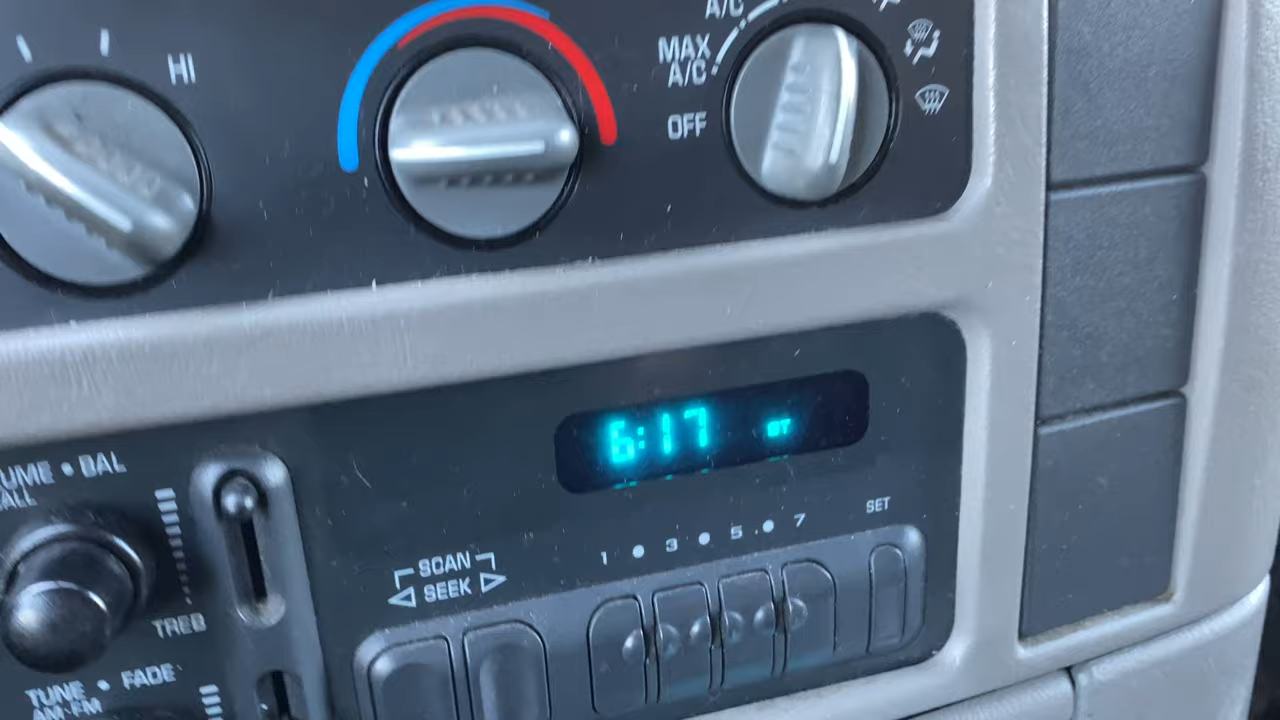 HI
A/C
MAX
A/C
OFF
6:17 ST
UME • BAL
ALL
SET
1 • 3 • 5 • 7
SCAN
SEEK
TREB
TUNE • FADE
AM-FM